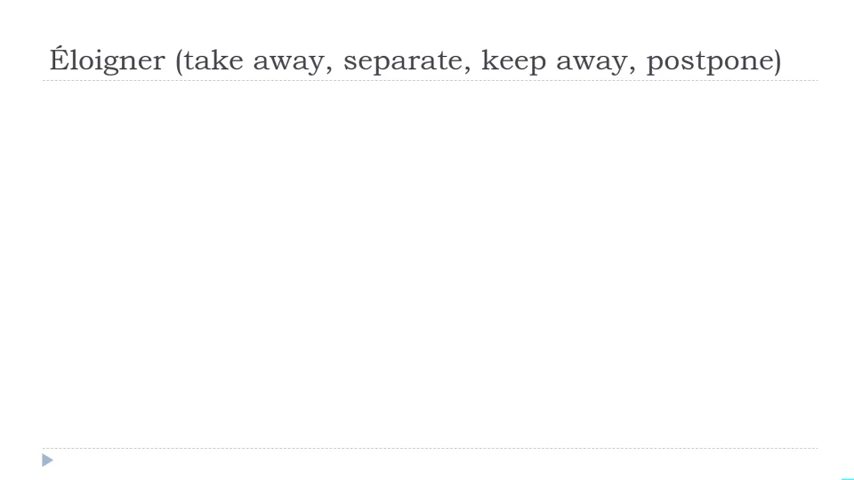 Éloigner (take away, separate, keep away, postpone)